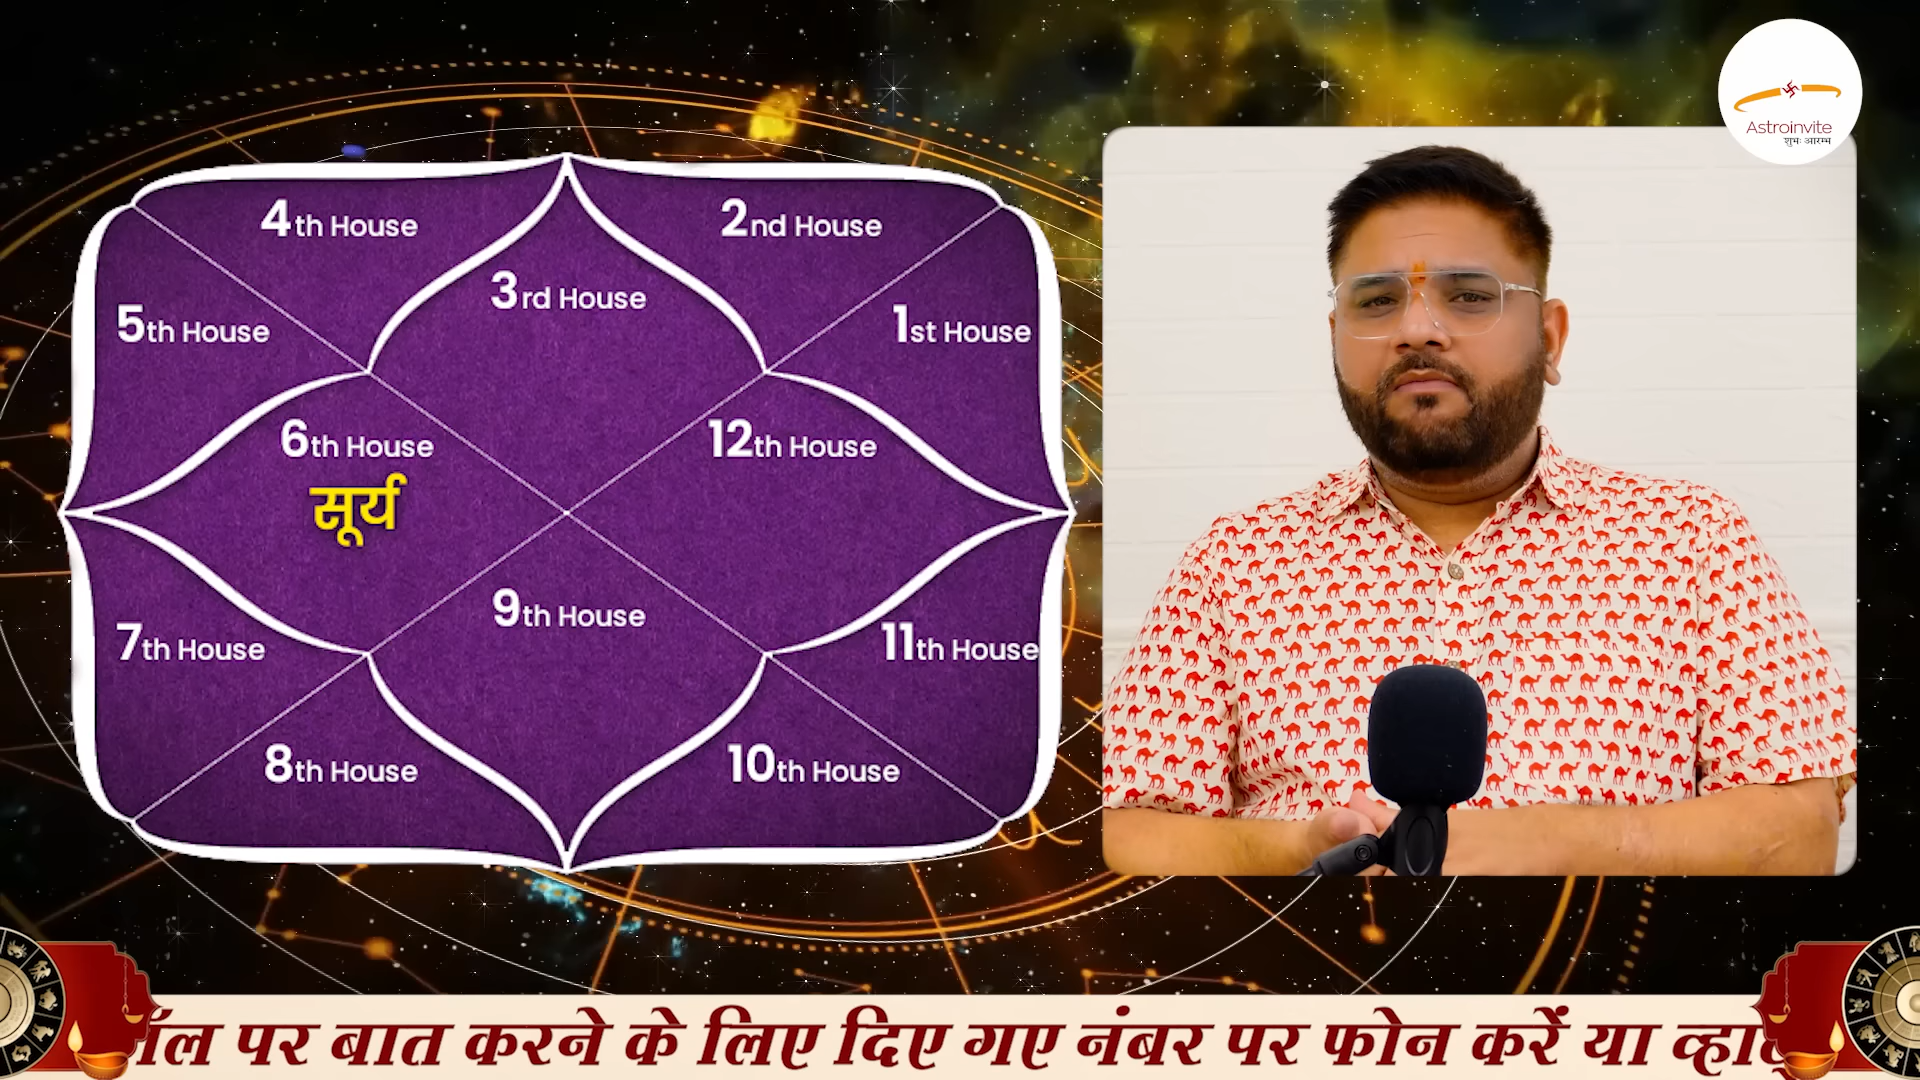 Astroinvite
शुभः आरम्भ
4th House
2nd House
3rd House
5th House
1st House
6th House
12th House
सूर्य
9th House
7th House
11th House
8th House
10th House
पर बात करने के लिए दिए गए नंबर पर फोन करें या